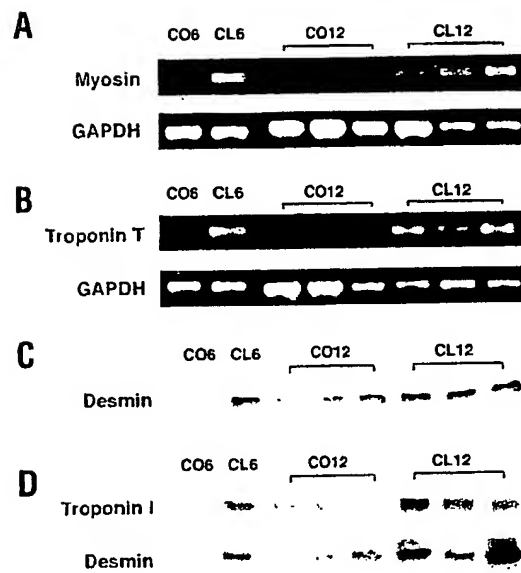 A
CO6 CL6 CO12 CL12
Myosin
GAPDH
B
CO6 CL6 CO12 CL12
Troponin T
GAPDH
C
CO6 CL6 CO12 CL12
Desmin
D
CO6 CL6 CO12 CL12
Troponin I
Desmin